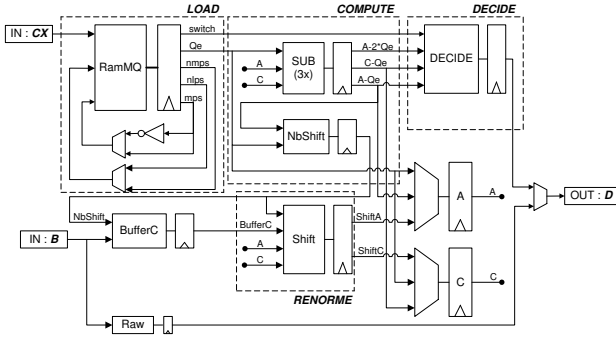 LOAD
COMPUTE
DECIDE
IN : CX
switch
Qe
nmps
nlps
mps
RamMQ
A
C
SUB
(3x)
A-2*Qe
C-Qe
A-Qe
DECIDE
NbShift
NbShift
IN : B
BufferC
BufferC
A
C
Shift
ShiftA
ShiftC
RENORME
A
A
C
C
OUT : D
Raw